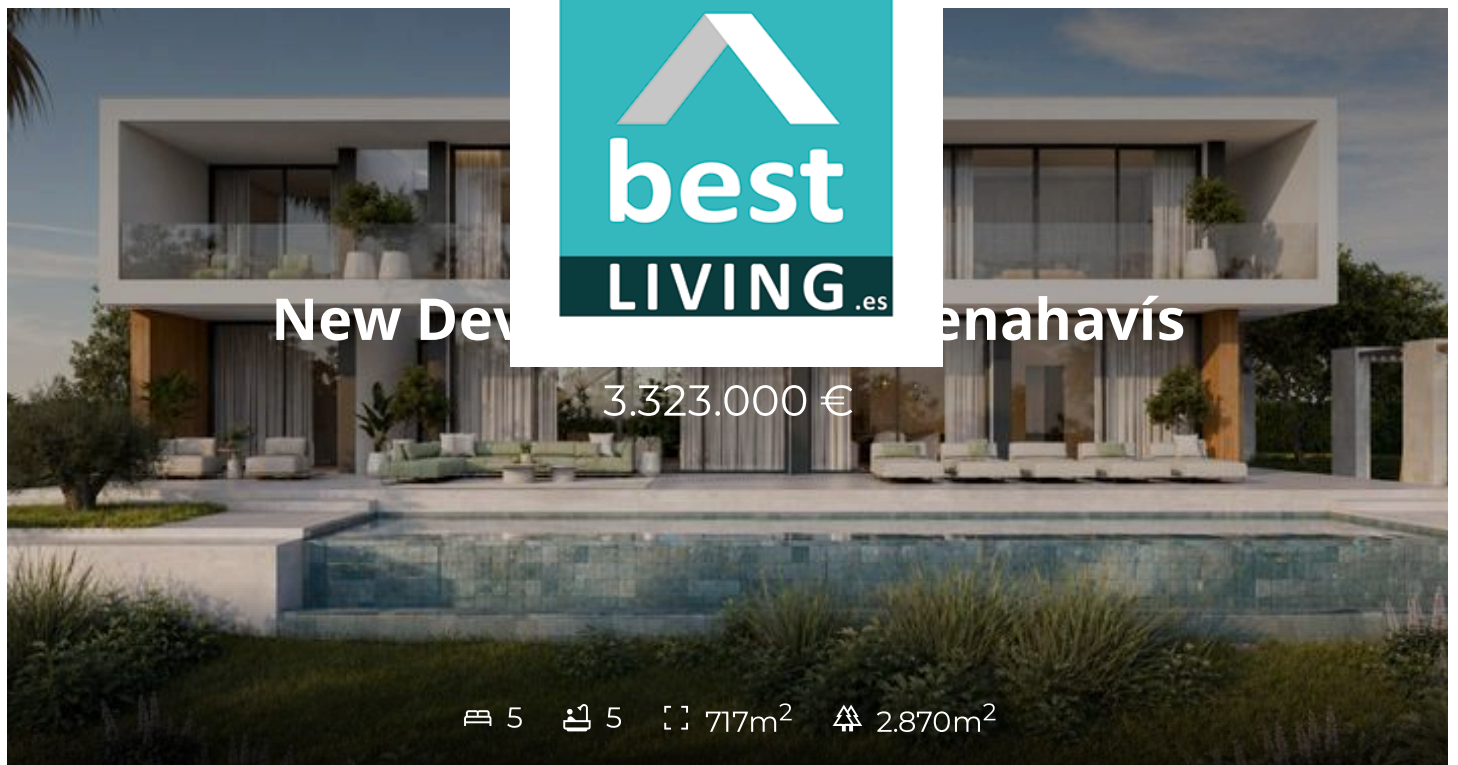 best
LIVING.es
New Dev enahavís
3.323.000 €
5 5 717m² 2.870m²